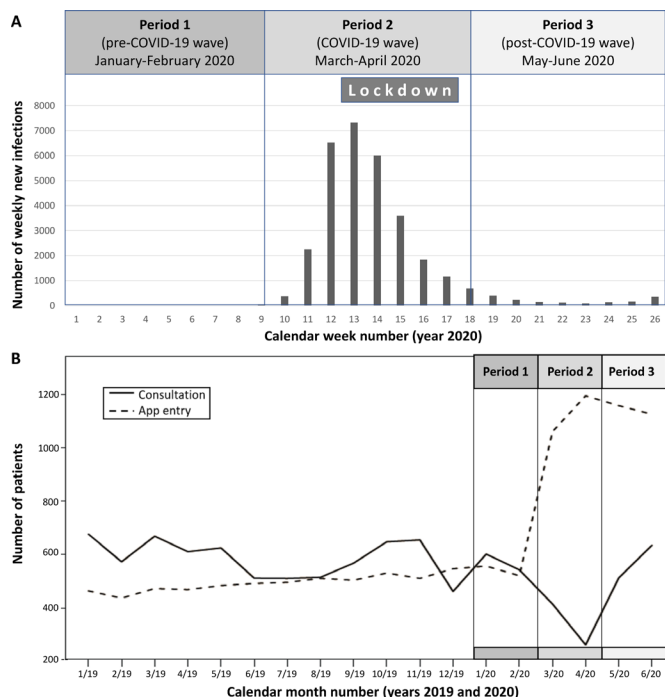 A
Period 1
(pre-COVID-19 wave)
January-February 2020
Period 2
(COVID-19 wave)
March-April 2020
Period 3
(post-COVID-19 wave)
May-June 2020
Lockdown
Number of weekly new infections
8000
7000
6000
5000
4000
3000
2000
1000
0
1 2 3 4 5 6 7 8 9 10 11 12 13 14 15 16 17 18 19 20 21 22 23 24 25 26
Calendar week number (year 2020)
B
Period 1 Period 2 Period 3
Consultation
App entry
Number of patients
1200
1000
800
600
400
200
1/19 2/19 3/19 4/19 5/19 6/19 7/19 8/19 9/19 10/19 11/19 12/19 1/20 2/20 3/20 4/20 5/20 6/20
Calendar month number (years 2019 and 2020)